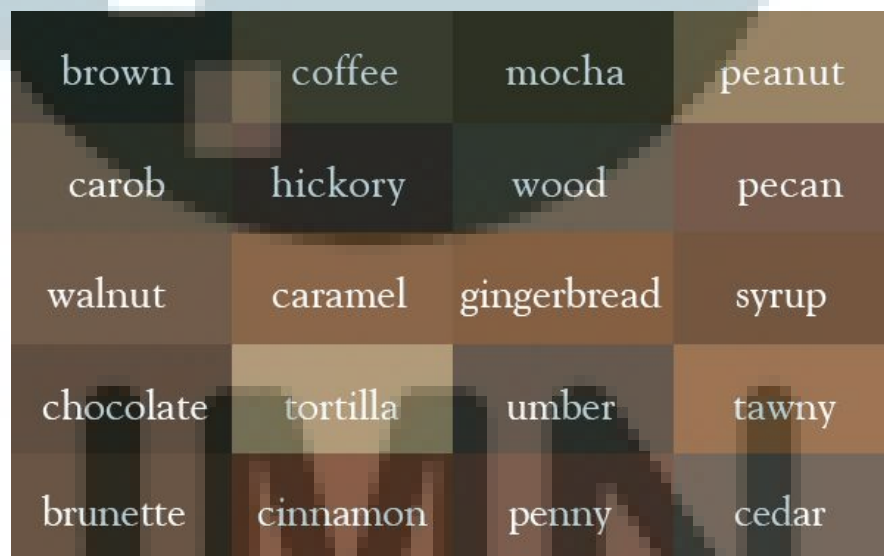 brown coffee mocha peanut
carob hickory wood pecan
walnut caramel gingerbread syrup
chocolate tortilla umber tawny
brunette cinnamon penny cedar